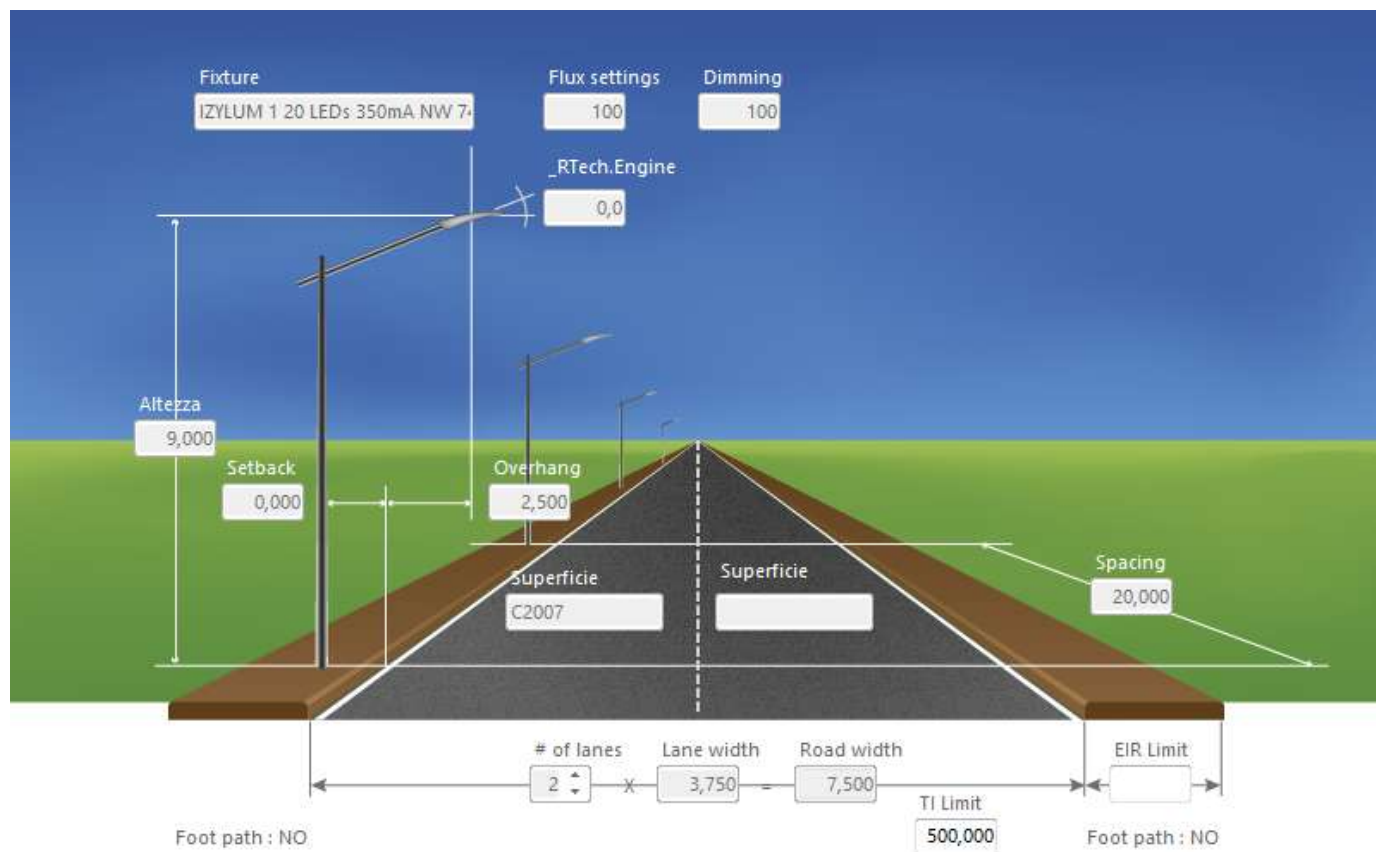 Fixture
Flux settings
Dimming
IZYLUM 1 20 LEDs 350mA NW 74
100
100
_RTech.Engine
0,0
Altezza
9,000
Setback
0,000
Overhang
2,500
Spacing
20,000
Superficie
C2007
Superficie
# of lanes
Lane width
Road width
EIR Limit
2
X
3,750
=
7,500
TI Limit
500,000
Foot path : NO
Foot path : NO